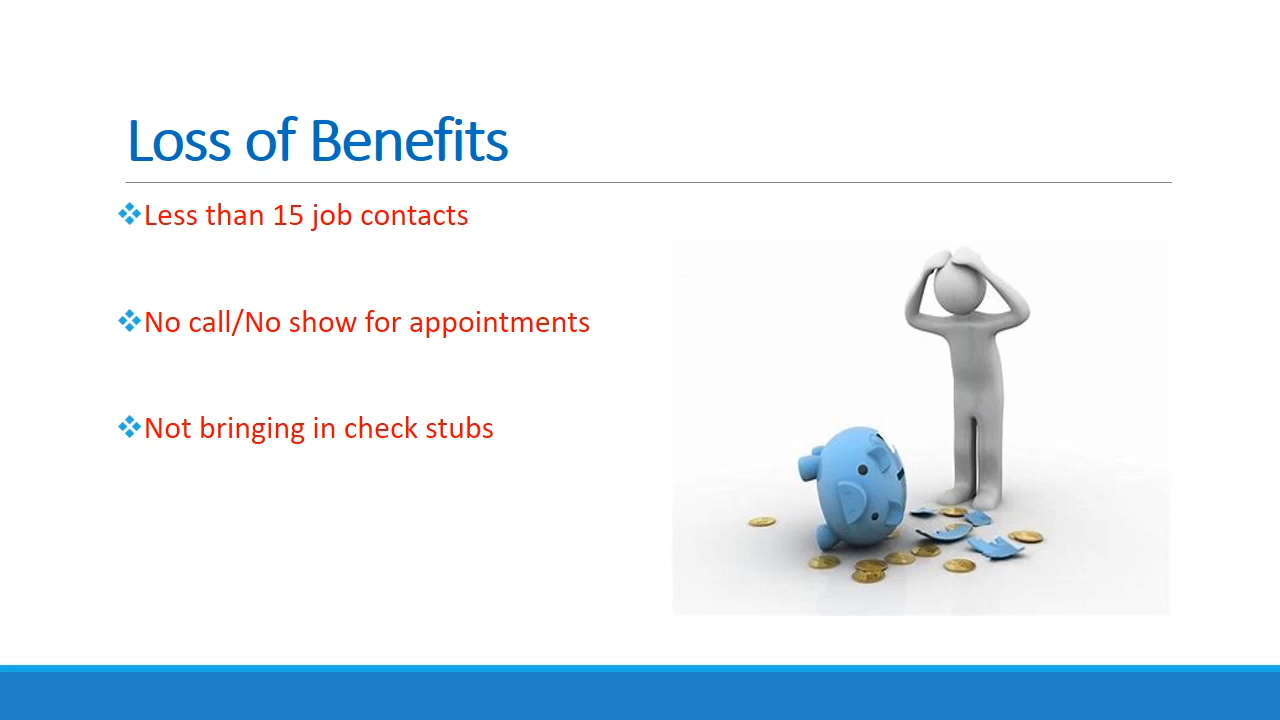 Loss of Benefits
❖Less than 15 job contacts
❖No call/No show for appointments
❖Not bringing in check stubs